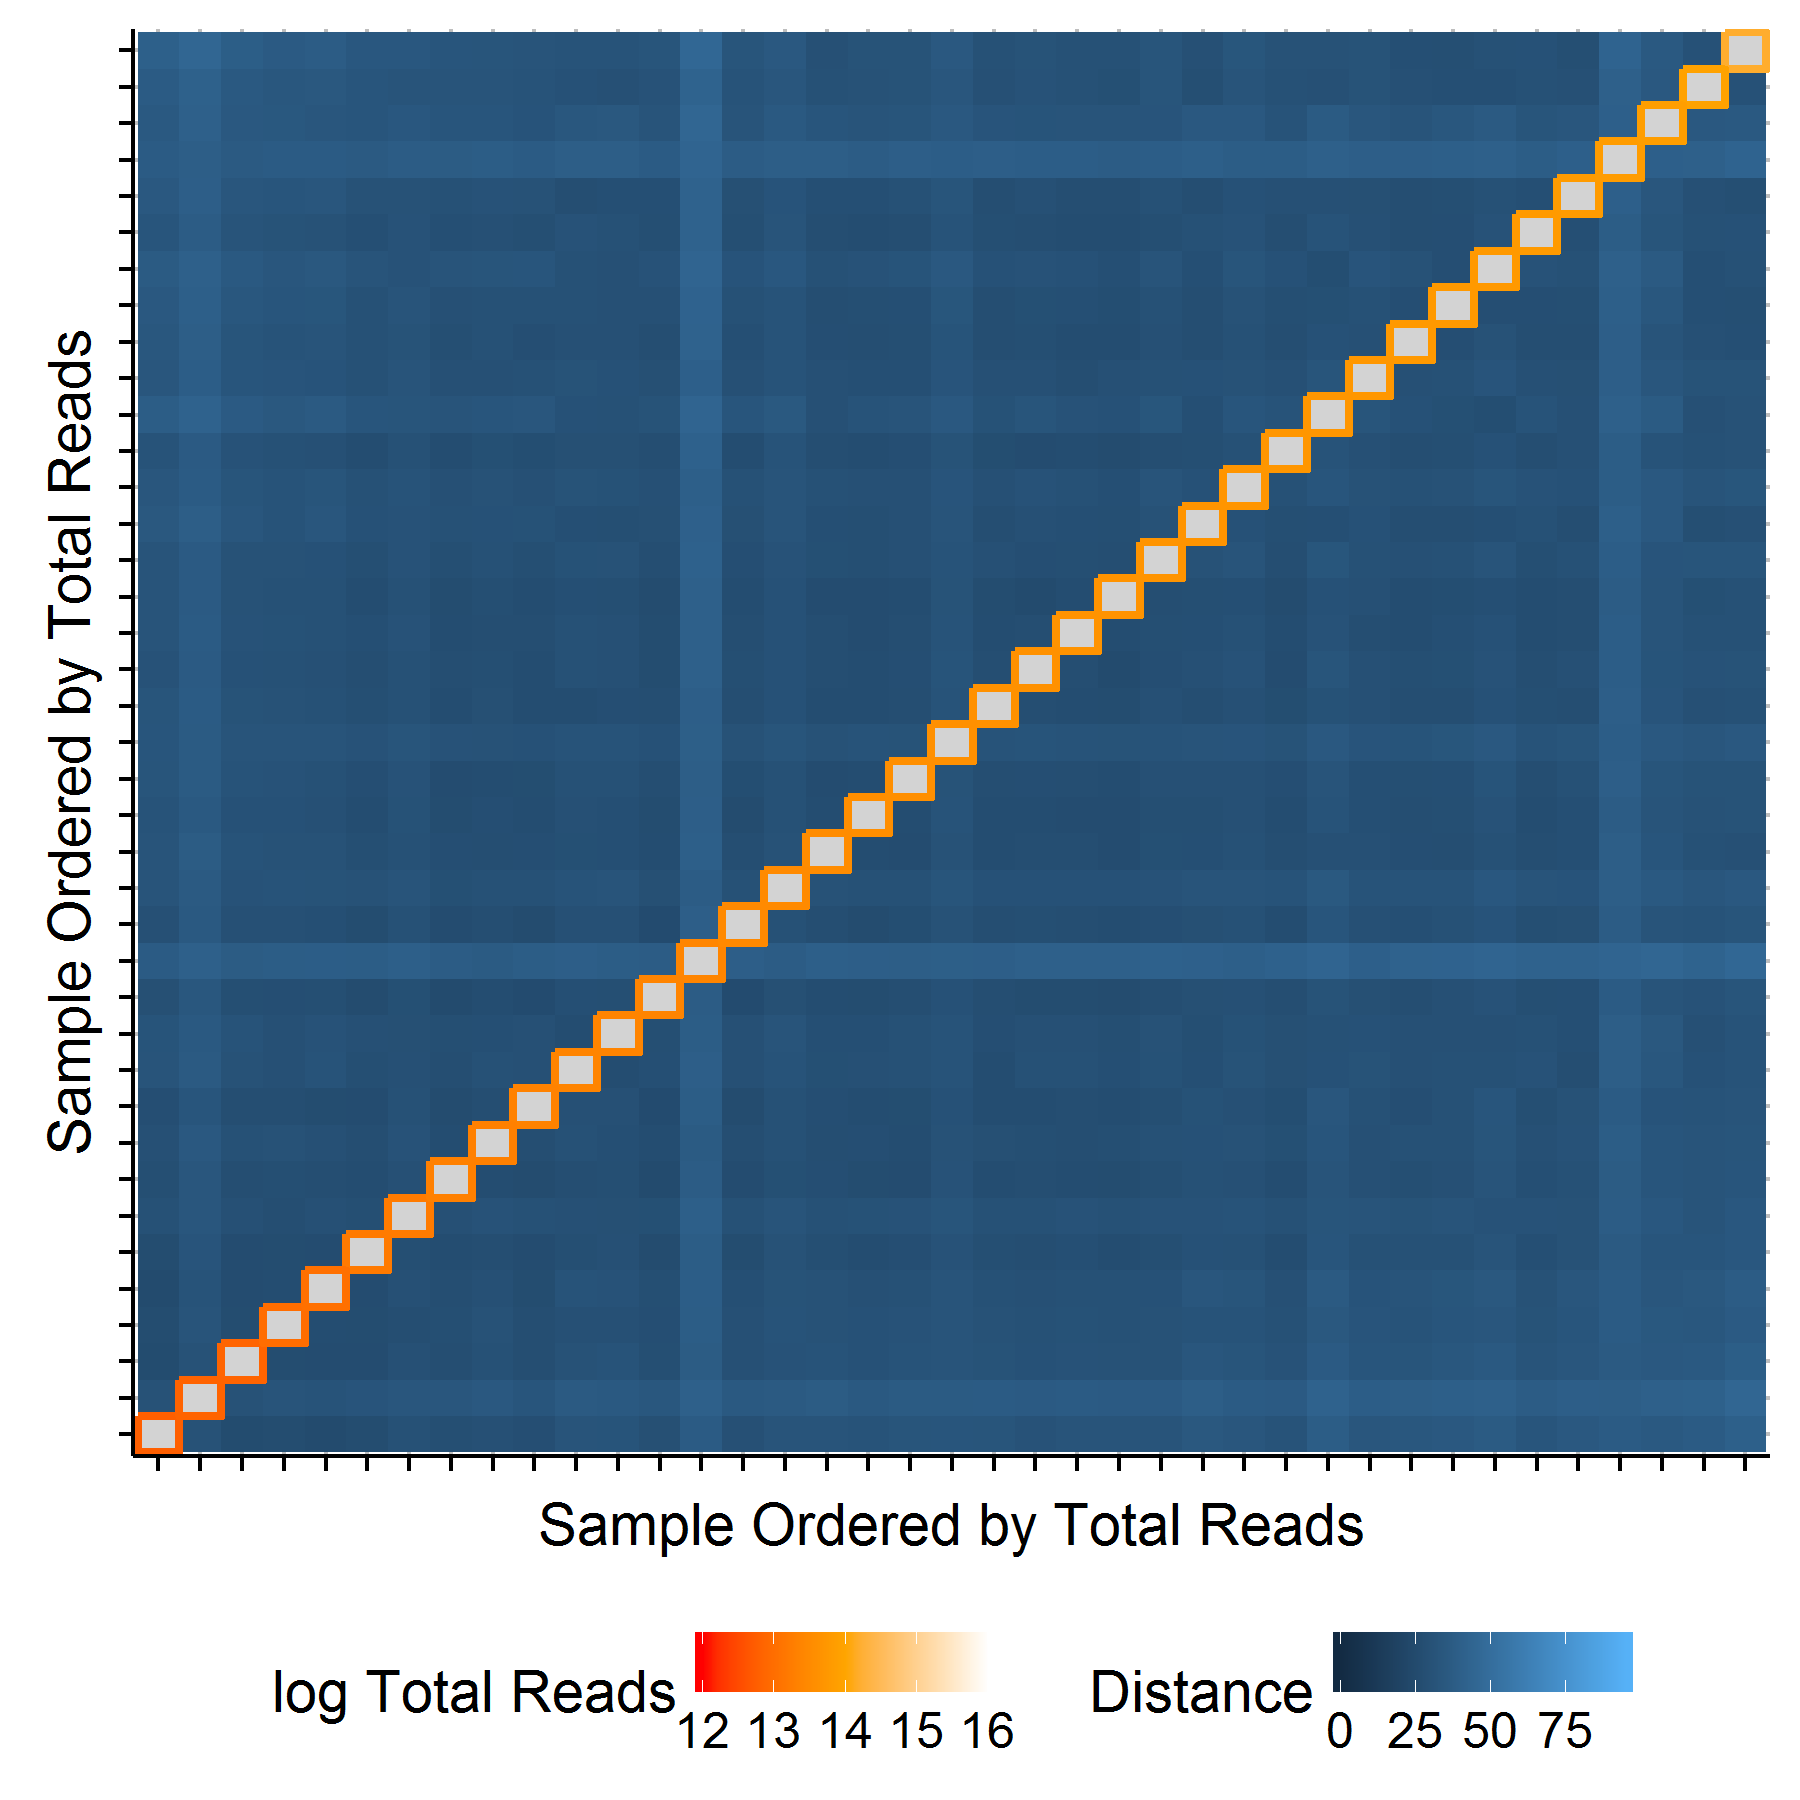 Sample Ordered by Total Reads
Sample Ordered by Total Reads
log Total Reads
12 13 14 15 16
Distance
0 25 50 75